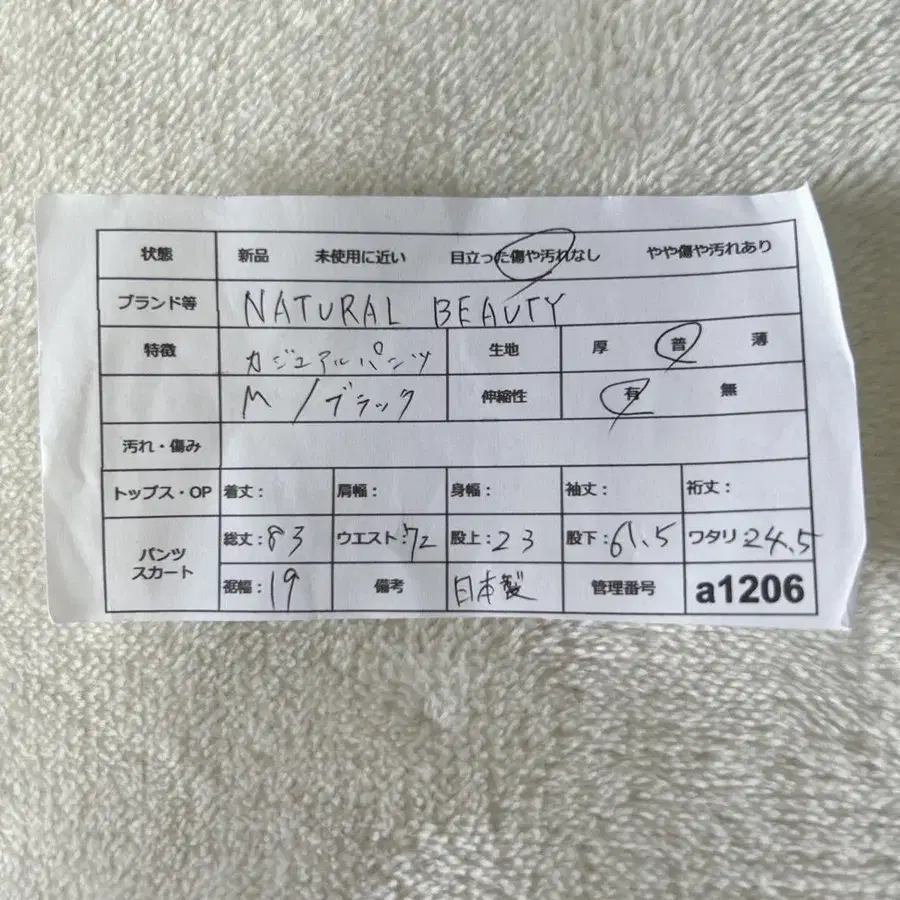 状態 新品 未使用に近い 目立った傷や汚れなし やや傷や汚れあり
ブランド等 NATURAL BEAUTY
特徴 カジュアルパンツ 生地 厚 普 薄
M/ブラック 伸縮性 有 無
汚れ・傷み
トップス・OP 着丈: 肩幅: 身幅: 袖丈: 裄丈:
パンツ スカート 総丈:83 ウエスト:72 股上:23 股下:61.5 ワタリ24.5
裾幅:19 備考 日本製 管理番号 a1206